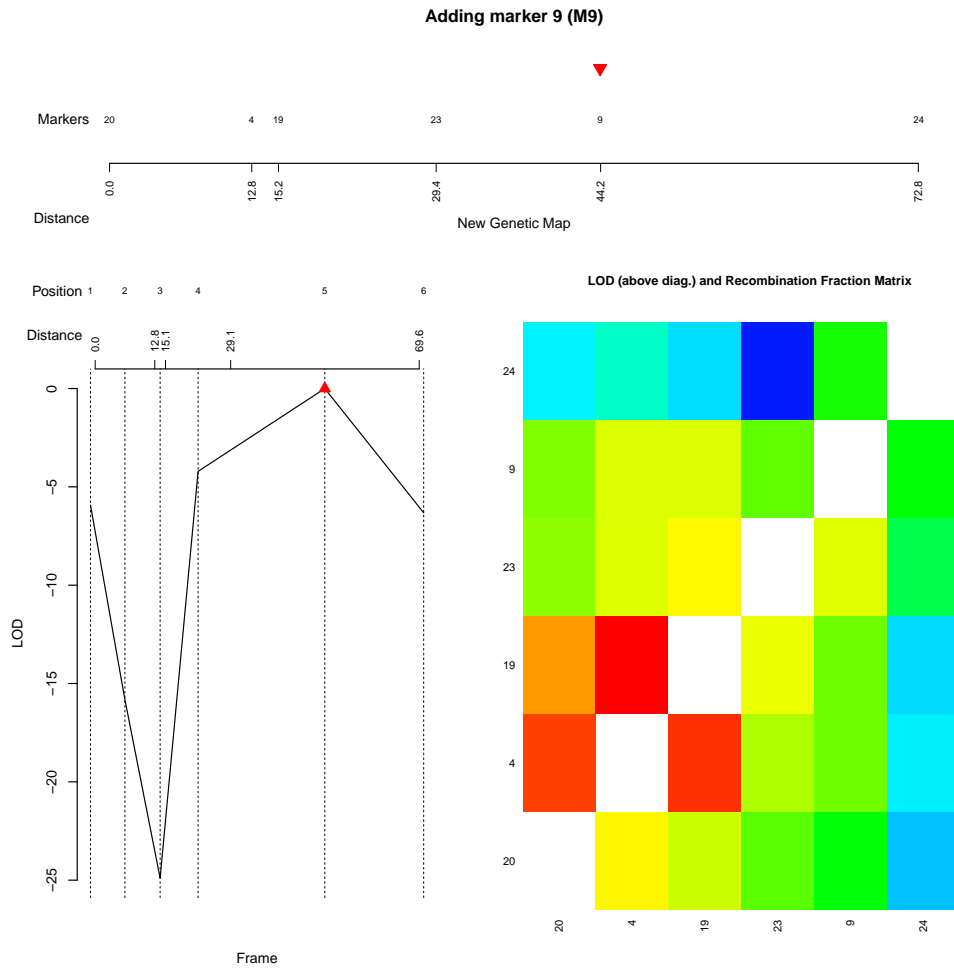 Adding marker 9 (M9)
Markers 20 4 19 23 9 24
0.0 12.8 15.2 29.4 44.2 72.8
Distance
New Genetic Map
Position 1 2 3 4 5 6
Distance 0.0 12.8 15.1 29.1 69.6
LOD
0
−5
−10
−15
−20
−25
Frame
LOD (above diag.) and Recombination Fraction Matrix
24
9
23
19
4
20
20 4 19 23 9 24